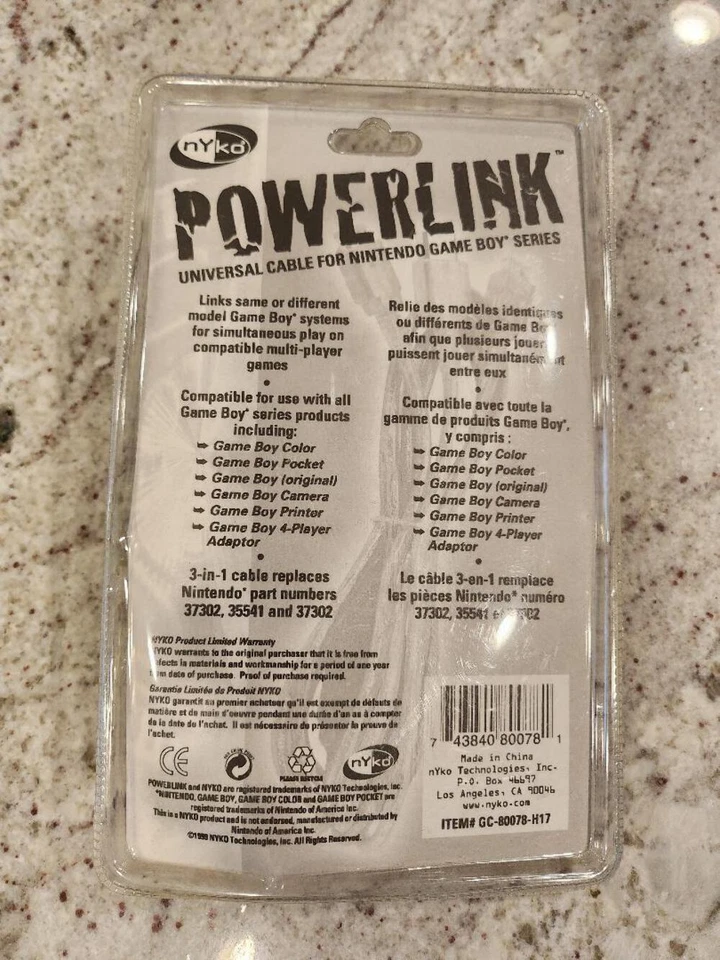 nYko
POWERLINK™
UNIVERSAL CABLE FOR NINTENDO GAME BOY* SERIES
Links same or different
model Game Boy* systems
for simultaneous play on
compatible multi-player
games
•
Compatible for use with all
Game Boy* series products
including:
➥ Game Boy Color
➥ Game Boy Pocket
➥ Game Boy (original)
➥ Game Boy Camera
➥ Game Boy Printer
➥ Game Boy 4-Player
Adaptor
•
3-in-1 cable replaces
Nintendo* part numbers
37302, 35541 and 37302
Relie des modèles identiques
ou différents de Game
afin que plusieurs
puissent jouer simultanément
entre eux
•
Compatible avec toute la
gamme de produits Game Boy*,
y compris :
➥ Game Boy Color
➥ Game Boy Pocket
➥ Game Boy (original)
➥ Game Boy Camera
➥ Game Boy Printer
➥ Game Boy 4-Player
Adaptor
•
Le câble 3-en-1 remplace
les pièces Nintendo* numéro
37302, 35541
NYKO Product Limited Warranty
NYKO warrants to the original purchaser that it is free from
defects in materials and workmanship for a period of one year
from date of purchase. Proof of purchase required.
Garantie Limitée de Produit NYKO
NYKO garantit au premier acheteur qu'il est exempt de défauts de
matière et de main d'oeuvre pendant une durée d'un an à compter
de la date de l'achat. Il est nécessaire de présenter la preuve de
l'achat.
CE
PLEASE RECYCLE
nYko
POWERLINK and NYKO are registered trademarks of NYKO Technologies, Inc.
*NINTENDO, GAME BOY, GAME BOY COLOR and GAME BOY POCKET are
registered trademarks of Nintendo of America Inc.
This is a NYKO product and is not endorsed, manufactured or distributed by
Nintendo of America Inc.
©1998 NYKO Technologies, Inc. All Rights Reserved.
7 43840 80078 1
Made in China
nYko Technologies, Inc.
P.O. Box 46697
Los Angeles, CA 90046
www.nyko.com
ITEM# GC-80078-H17